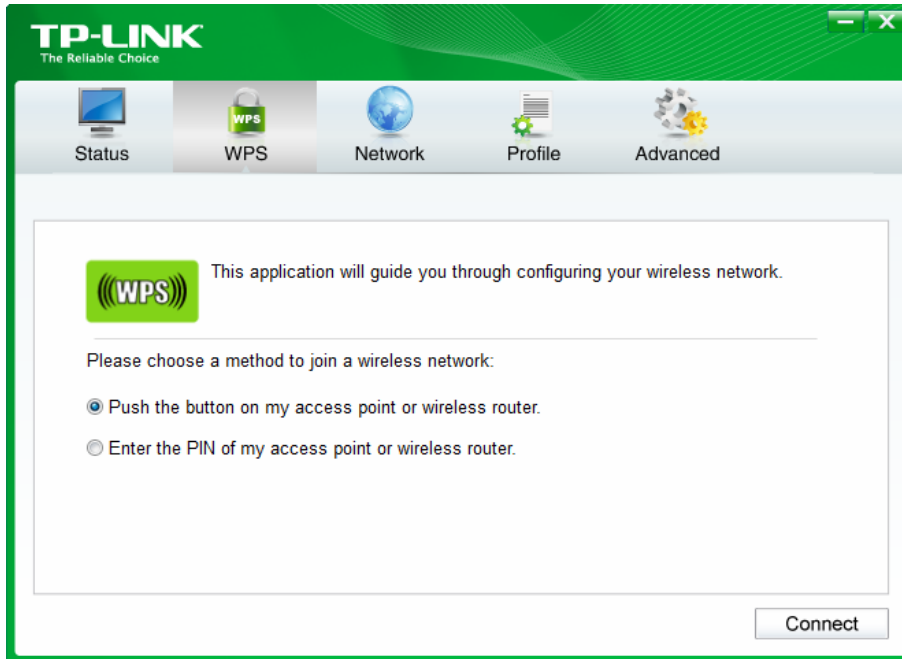 TP-LINK
The Reliable Choice
WPS
Status
WPS
Network
Profile
Advanced
(((WPS)))
This application will guide you through configuring your wireless network.
Please choose a method to join a wireless network:
Push the button on my access point or wireless router.
Enter the PIN of my access point or wireless router.
Connect